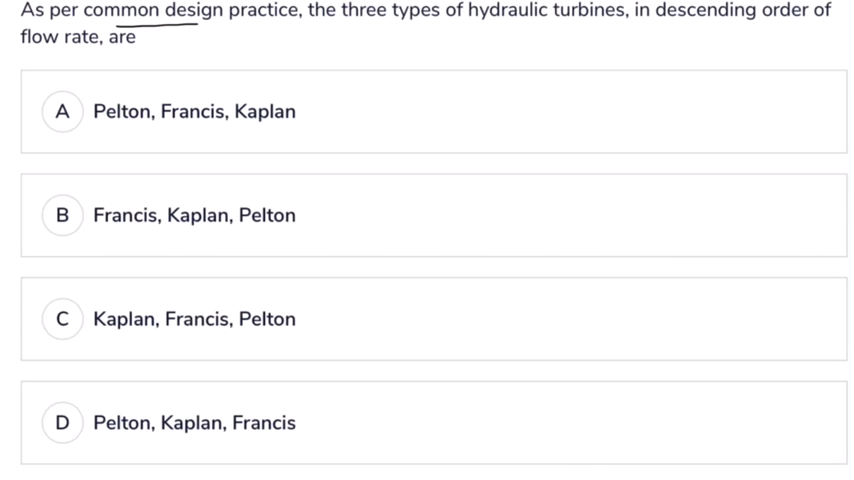 As per common design practice, the three types of hydraulic turbines, in descending order of
flow rate, are
A Pelton, Francis, Kaplan
B Francis, Kaplan, Pelton
C Kaplan, Francis, Pelton
D Pelton, Kaplan, Francis